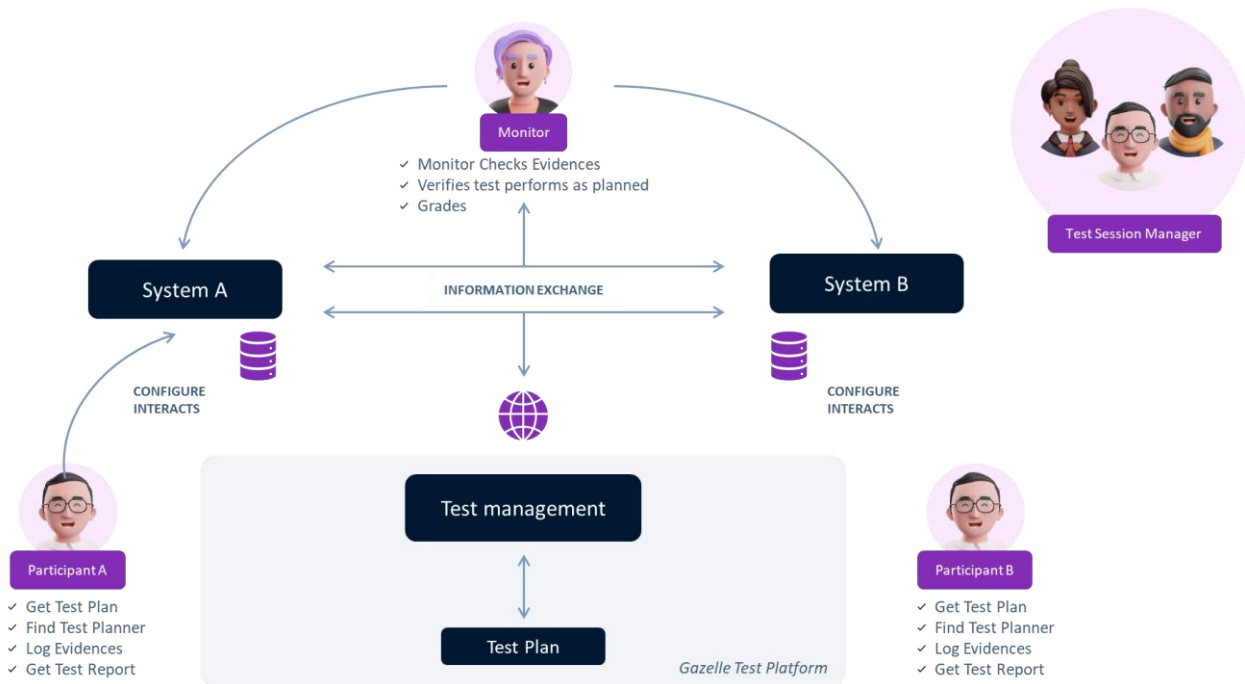 Monitor
✓ Monitor Checks Evidences
✓ Verifies test performs as planned
✓ Grades
Test Session Manager
System A
INFORMATION EXCHANGE
System B
CONFIGURE
INTERACTS
CONFIGURE
INTERACTS
Test management
Test Plan
Gazelle Test Platform
Participant A
✓ Get Test Plan
✓ Find Test Planner
✓ Log Evidences
✓ Get Test Report
Participant B
✓ Get Test Plan
✓ Find Test Planner
✓ Log Evidences
✓ Get Test Report